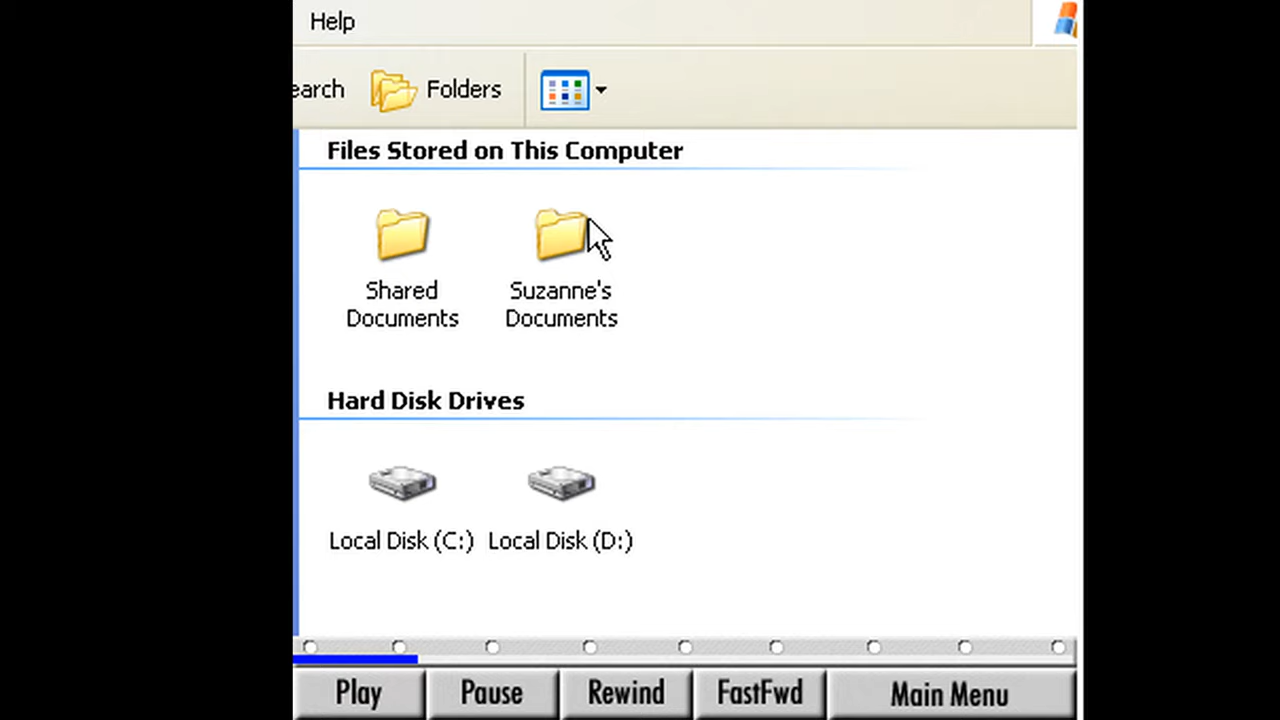 Help
earch Folders
Files Stored on This Computer
Shared Documents
Suzanne's Documents
Hard Disk Drives
Local Disk (C:) Local Disk (D:)
Play Pause Rewind FastFwd Main Menu